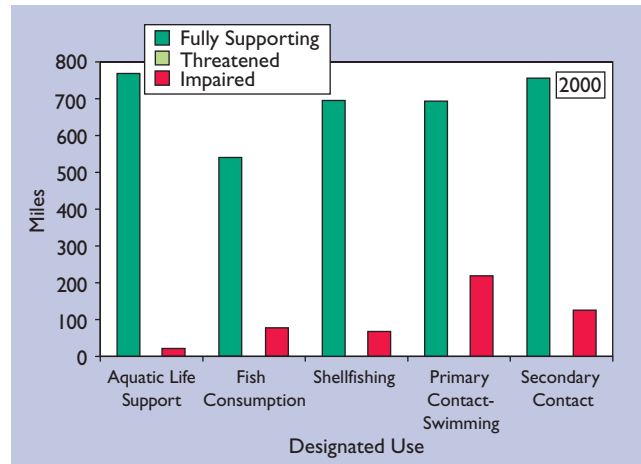 Fully Supporting
Threatened
Impaired
2000
800
700
600
500
400
300
200
100
0
Miles
Aquatic Life
Support
Fish
Consumption
Shellfishing
Primary
Contact-
Swimming
Secondary
Contact
Designated Use